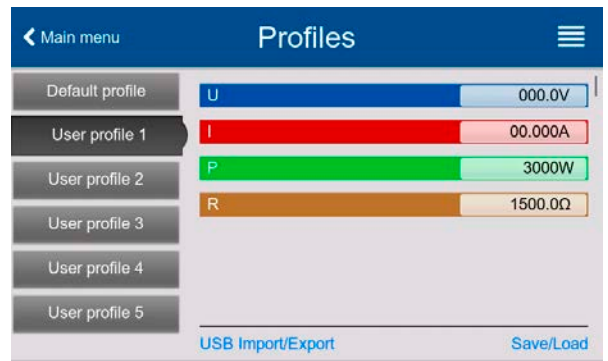 Main menu
Profiles
Default profile
User profile 1
User profile 2
User profile 3
User profile 4
User profile 5
U 000.0V
I 00.000A
P 3000W
R 1500.0Ω
USB Import/Export
Save/Load